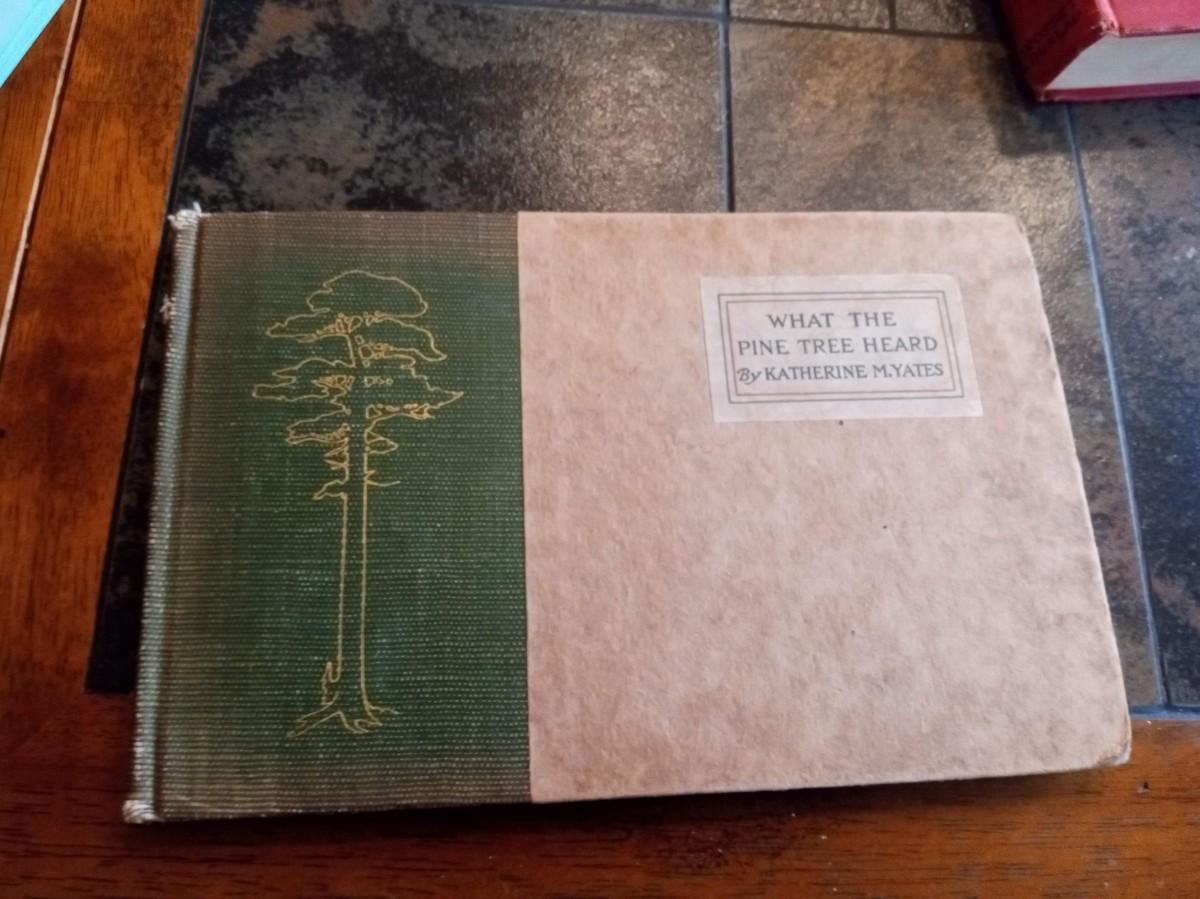 WHAT THE
PINE TREE HEARD
By KATHERINE M. YATES